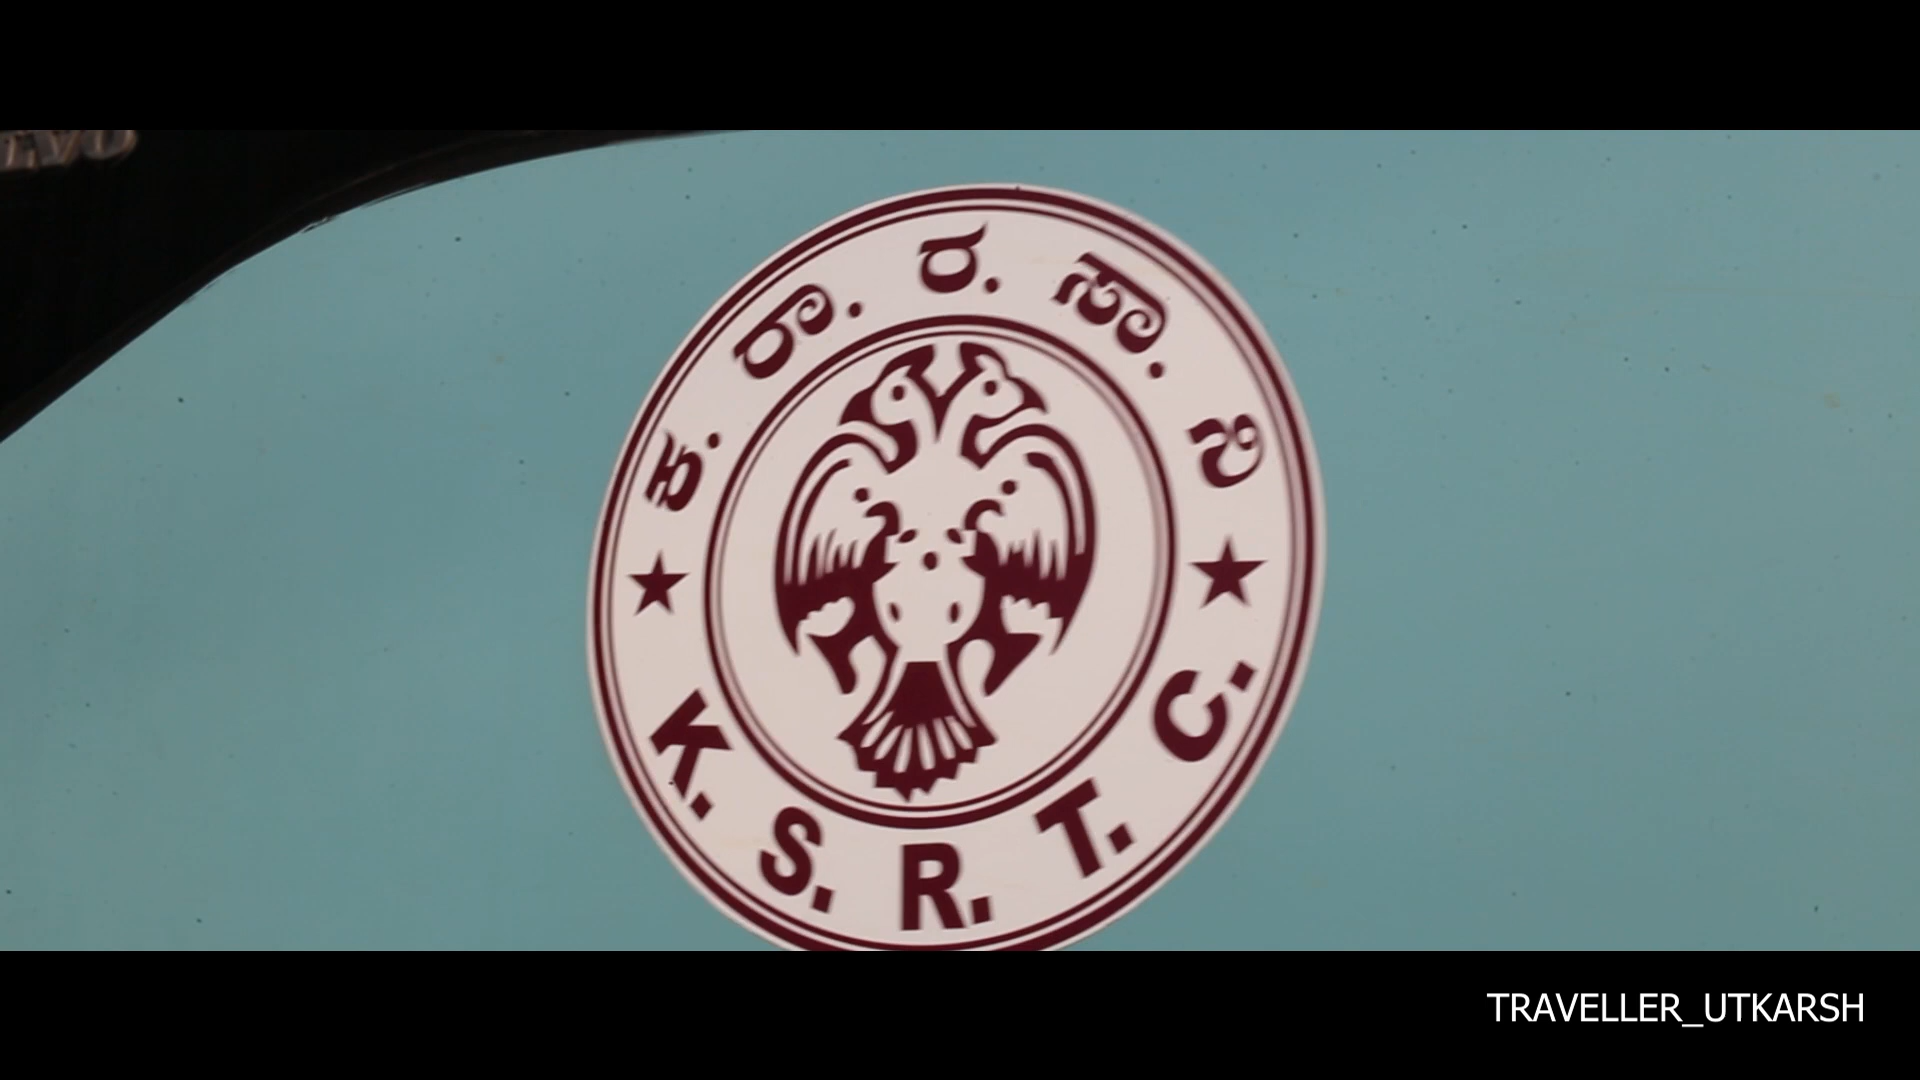 ಕ. ರಾ. ರ. ಸಾ. ನಿ
K. S. R. T. C.
TRAVELLER_UTKARSH